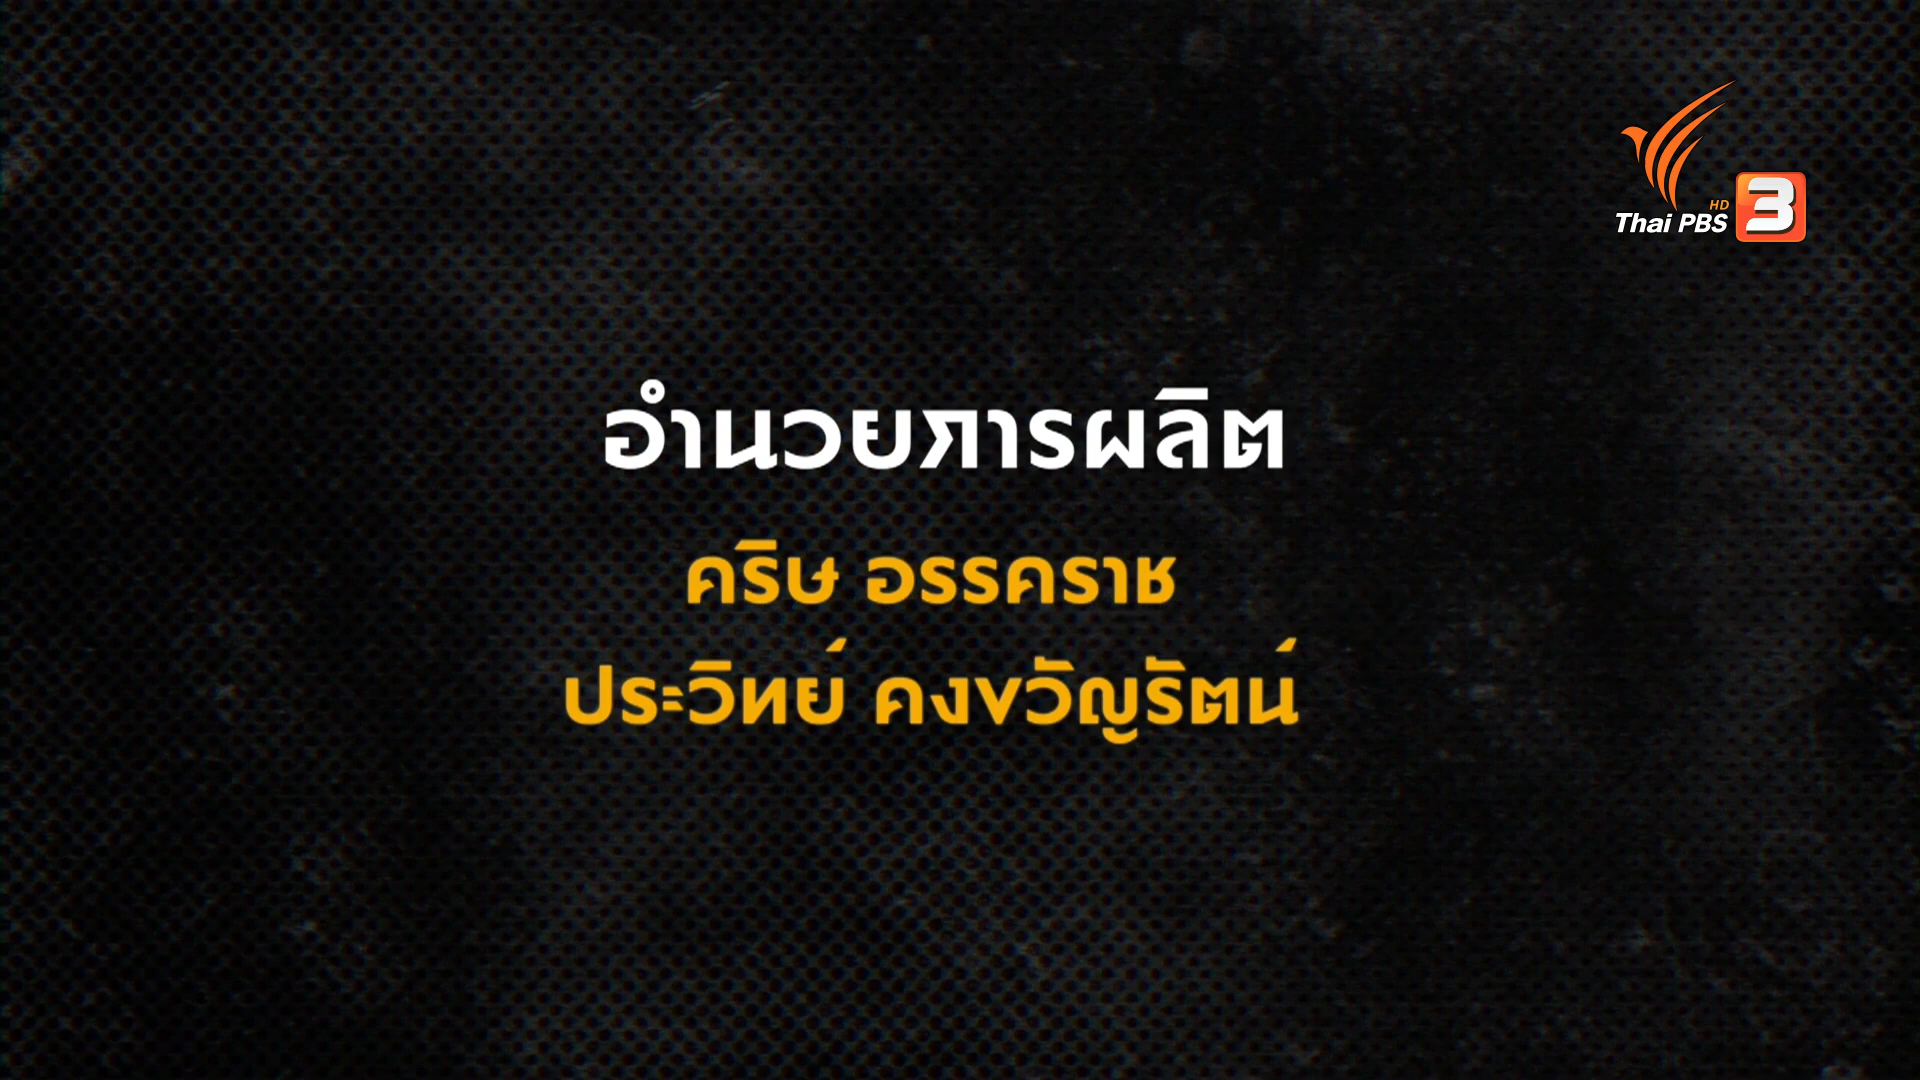 HD
Thai PBS 3
อำนวยการผลิต
คริษ อรรคราช
ประวิทย์ คงขวัญรัตน์